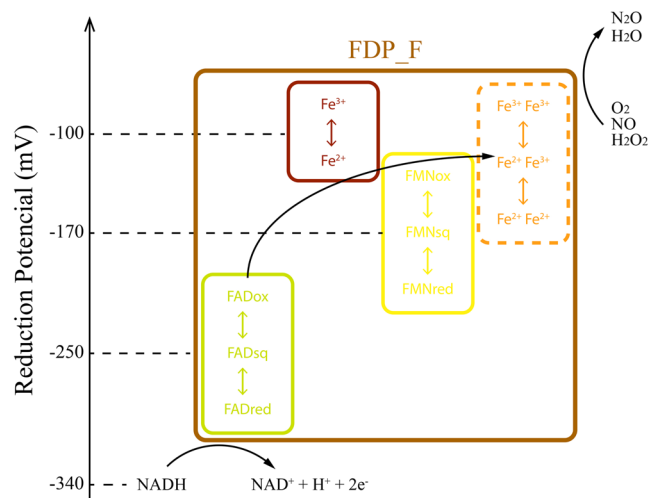 N2O
H2O
FDP_F
Reduction Potencial (mV)
Fe3+
Fe2+
Fe3+ Fe3+
Fe2+ Fe3+
Fe2+ Fe2+
O2
NO
H2O2
-100
FMNox
FMNsq
FMNred
-170
FADox
FADsq
FADred
-250
-340
NADH
NAD+ + H+ + 2e-